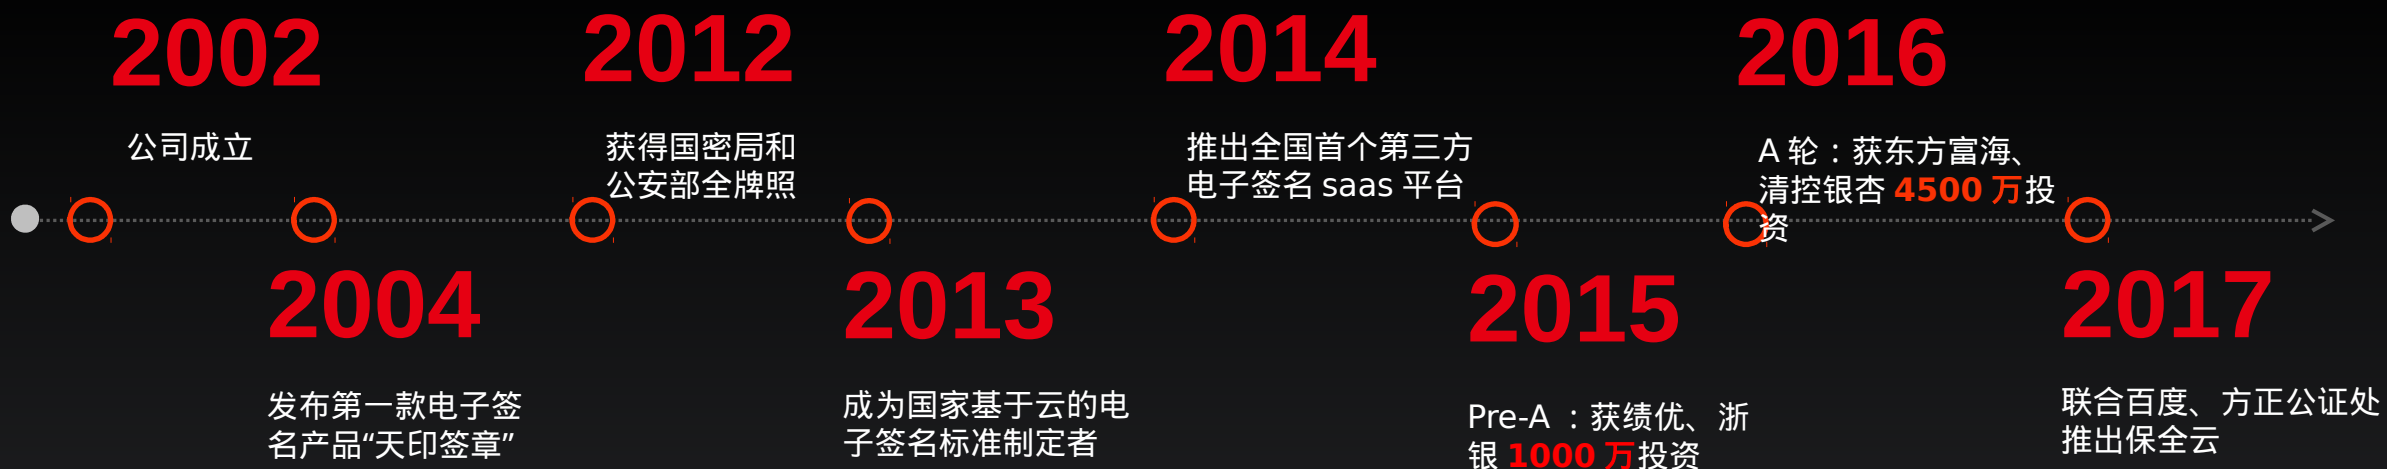 2002
公司成立
2004
发布第一款电子签
名产品“天印签章”
2012
获得国密局和
公安部全牌照
2013
成为国家基于云的电
子签名标准制定者
2014
推出全国首个第三方
电子签名 saas 平台
2015
Pre-A ：获绩优、浙
银 1000 万投资
2016
A 轮：获东方富海、
清控银杏 4500 万投
资
2017
联合百度、方正公证处
推出保全云